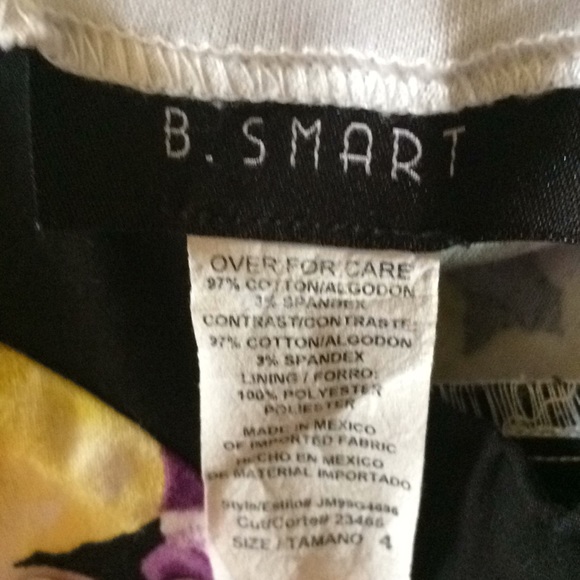 B. SMART
OVER FOR CARE
97% COTTON/ALGODON
3% SPANDEX
CONTRAST/CONTRASTE:
97% COTTON/ALGODON
3% SPANDEX
LINING / FORRO:
100% POLYESTER
POLIESTER
MADE IN MEXICO
OF IMPORTED FABRIC
HECHO EN MEXICO
DE MATERIAL IMPORTADO
Style/Estilo#
Cut/Corte# 23466
SIZE / TAMANO 4